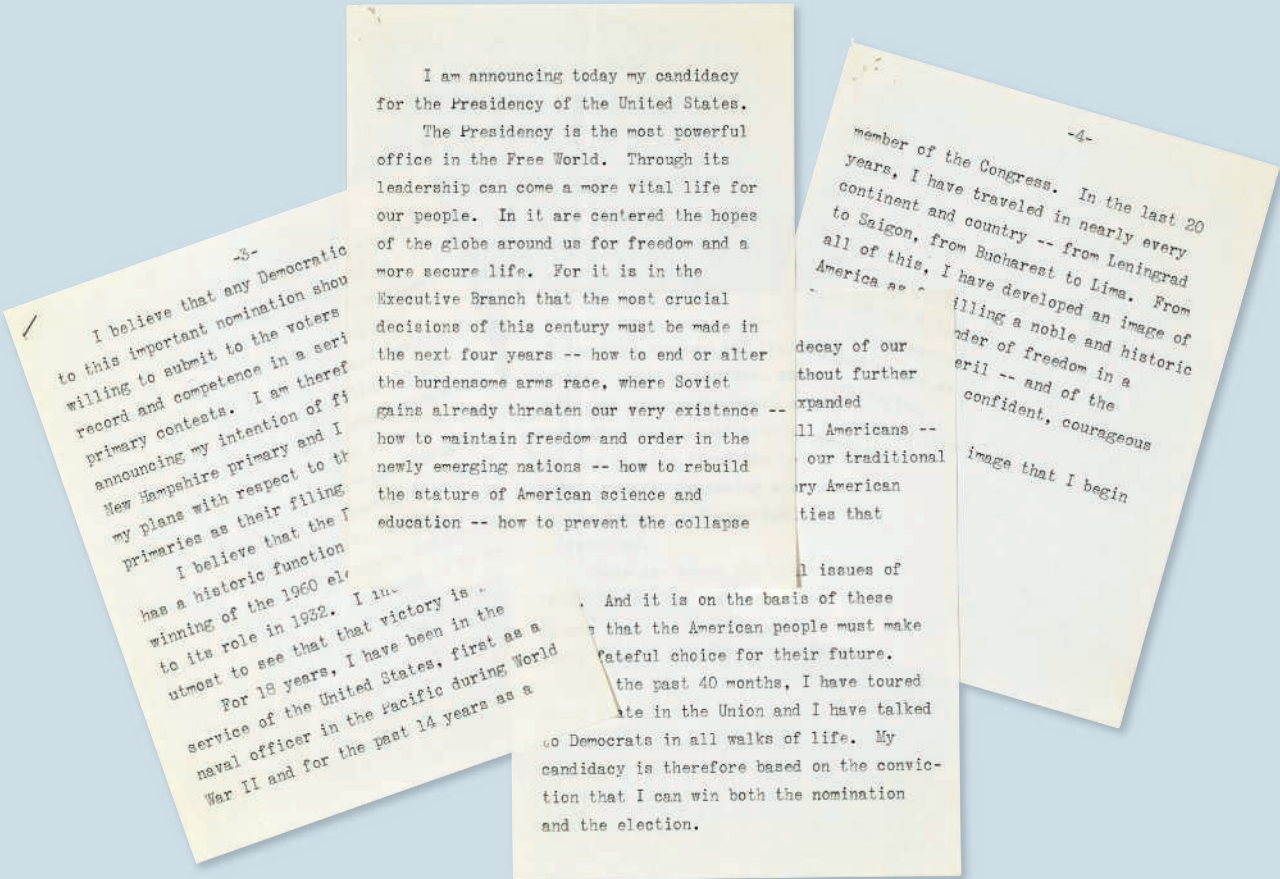 I am announcing today my candidacy
for the Presidency of the United States.
The Presidency is the most powerful
office in the Free World. Through its
leadership can come a more vital life for
our people. In it are centered the hopes
of the globe around us for freedom and a
more secure life. For it is in the
Executive Branch that the most crucial
decisions of this century must be made in
the next four years -- how to end or alter
the burdensome arms race, where Soviet
gains already threaten our very existence --
how to maintain freedom and order in the
newly emerging nations -- how to rebuild
the stature of American science and
education -- how to prevent the collapse
decay of our
further
Americans --
our traditional
American
that
issues of
And it is on the basis of these
that the American people must make
fateful choice for their future.
the past 40 months, I have toured
in the Union and I have talked
to Democrats in all walks of life. My
candidacy is therefore based on the convic-
tion that I can win both the nomination
and the election.
-3-
I believe that any Democratic
to this important nomination
willing to submit to the voters
record and competence in a
primary contests. I am
announcing my intention of
New Hampshire primary and I
my plans with respect to
primaries as their filing
I believe that the
has a historic function
winning of the 1960
to its role in 1932. I
utmost to see that that victory is
For 18 years, I have been in the
service of the United States, first as a
naval officer in the Pacific during World
War II and for the past 14 years as a
-4-
member of the Congress. In the last 20
years, I have traveled in nearly every
continent and country -- from Leningrad
to Saigon, from Bucharest to Lima. From
all of this, I have developed an image of
America as a noble and historic
of freedom in a
-- and of the
confident, courageous
image that I begin